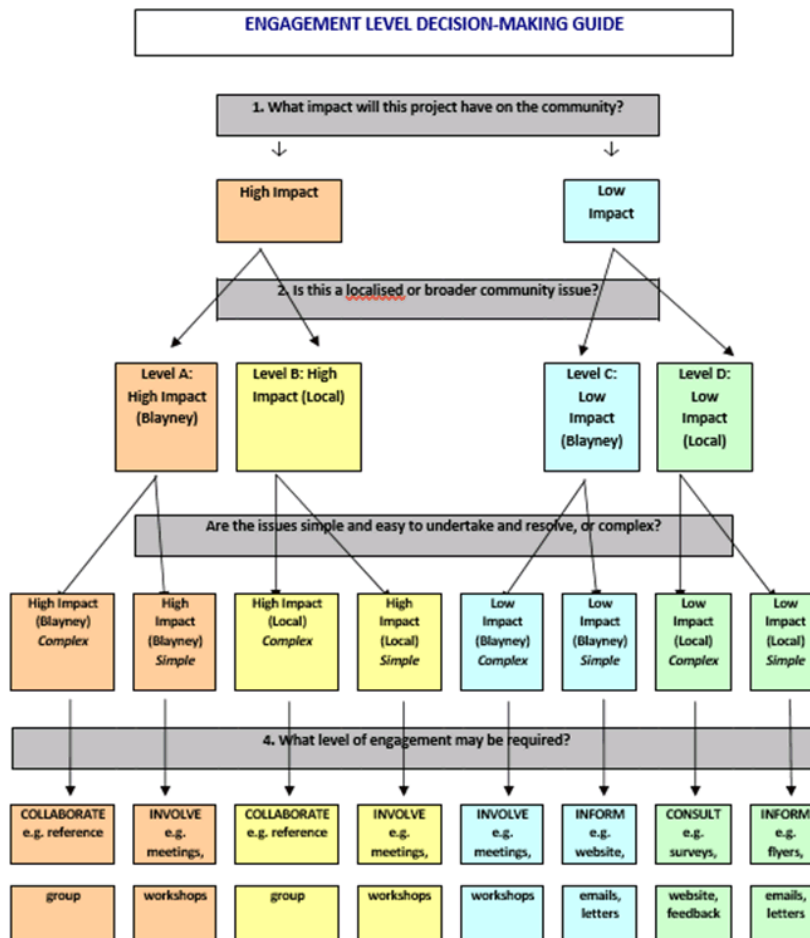 ENGAGEMENT LEVEL DECISION-MAKING GUIDE
1. What impact will this project have on the community?
High Impact
Low
Impact
2. Is this a localised or broader community issue?
Level A:
High Impact
(Blayney)
Level B: High
Impact (Local)
Level C:
Low
Impact
(Blayney)
Level D:
Low
Impact
(Local)
Are the issues simple and easy to undertake and resolve, or complex?
High Impact
(Blayney)
Complex
High
Impact
(Blayney)
Simple
High Impact
(Local)
Complex
High
Impact
(Local)
Simple
Low
Impact
(Blayney)
Complex
Low
Impact
(Blayney)
Simple
Low
Impact
(Local)
Complex
Low
Impact
(Local)
Simple
4. What level of engagement may be required?
COLLABORATE
e.g. reference
INVOLVE
e.g.
meetings,
COLLABORATE
e.g. reference
INVOLVE
e.g.
meetings,
INVOLVE
e.g.
meetings,
INFORM
e.g.
website,
CONSULT
e.g.
surveys,
INFORM
e.g.
flyers,
group
workshops
group
workshops
workshops
emails,
letters
website,
feedback
emails,
letters